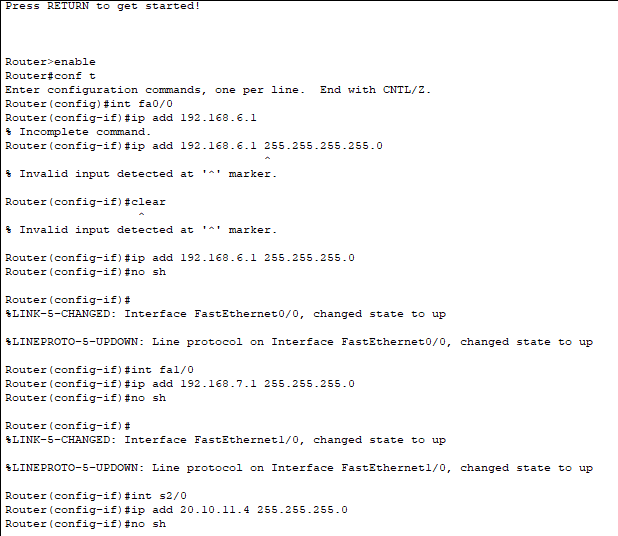 Press RETURN to get started!
Router>enable
Router#conf t
Enter configuration commands, one per line.  End with CNTL/Z.
Router(config)#int fa0/0
Router(config-if)#ip add 192.168.6.1
% Incomplete command.
Router(config-if)#ip add 192.168.6.1 255.255.255.255.0
^
% Invalid input detected at '^' marker.
Router(config-if)#clear
^
% Invalid input detected at '^' marker.
Router(config-if)#ip add 192.168.6.1 255.255.255.0
Router(config-if)#no sh
Router(config-if)#
%LINK-5-CHANGED: Interface FastEthernet0/0, changed state to up
%LINEPROTO-5-UPDOWN: Line protocol on Interface FastEthernet0/0, changed state to up
Router(config-if)#int fa1/0
Router(config-if)#ip add 192.168.7.1 255.255.255.0
Router(config-if)#no sh
Router(config-if)#
%LINK-5-CHANGED: Interface FastEthernet1/0, changed state to up
%LINEPROTO-5-UPDOWN: Line protocol on Interface FastEthernet1/0, changed state to up
Router(config-if)#int s2/0
Router(config-if)#ip add 20.10.11.4 255.255.255.0
Router(config-if)#no sh